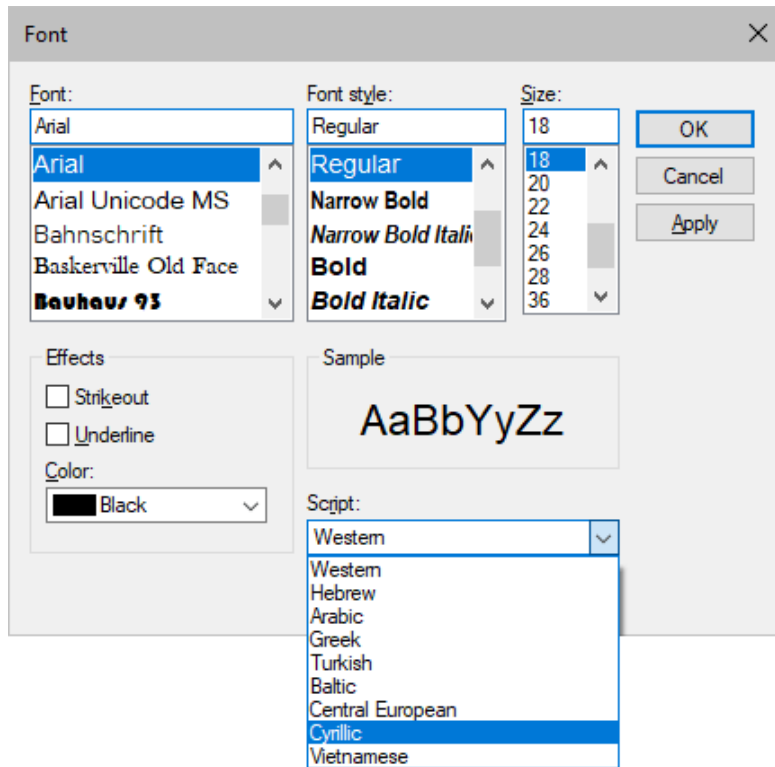 Font
Font:
Arial
Arial
Arial Unicode MS
Bahnschrift
Baskerville Old Face
Bauhaus 93
Font style:
Regular
Regular
Narrow Bold
Narrow Bold Itali
Bold
Bold Italic
Size:
18
18
20
22
24
26
28
36
OK
Cancel
Apply
Effects
Strikeout
Underline
Color:
Black
Sample
AaBbYyZz
Script:
Western
Western
Hebrew
Arabic
Greek
Turkish
Baltic
Central European
Cyrillic
Vietnamese